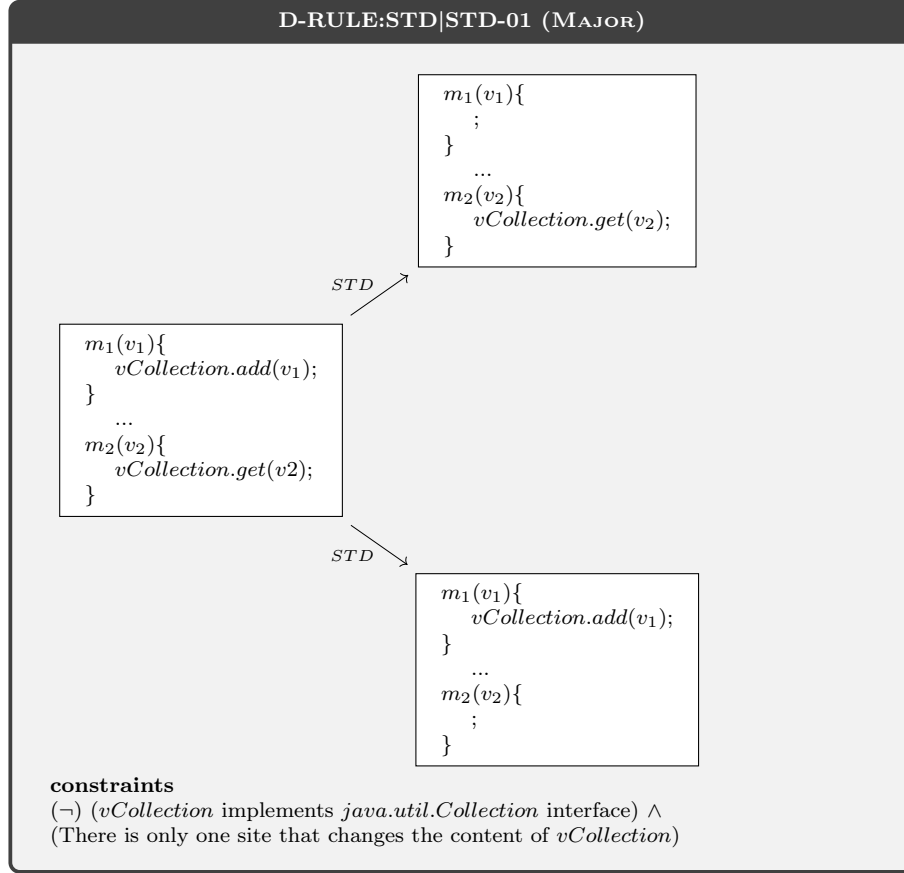 D-RULE:STD|STD-01 (MAJOR)
m₁(v₁){
;
}
...
m₂(v₂){
vCollection.get(v₂);
}
STD
m₁(v₁){
vCollection.add(v₁);
}
...
m₂(v₂){
vCollection.get(v2);
}
STD
m₁(v₁){
vCollection.add(v₁);
}
...
m₂(v₂){
;
}
constraints
(¬) (vCollection implements java.util.Collection interface) ∧
(There is only one site that changes the content of vCollection)